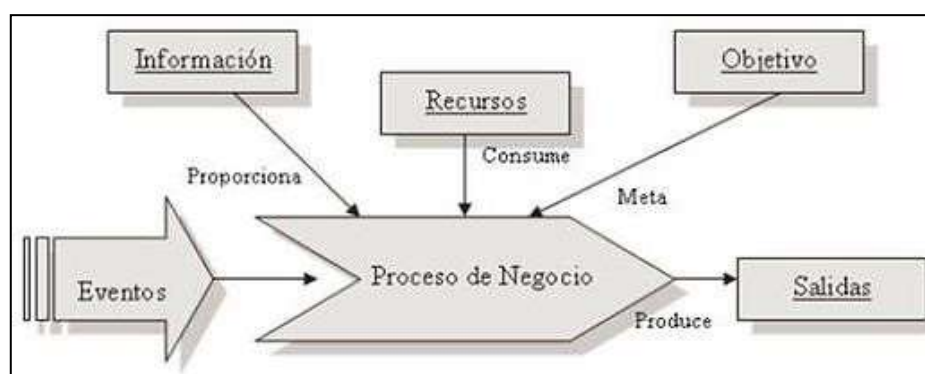 Información
Recursos
Objetivo
Proporciona
Consume
Meta
Eventos
Proceso de Negocio
Salidas
Produce